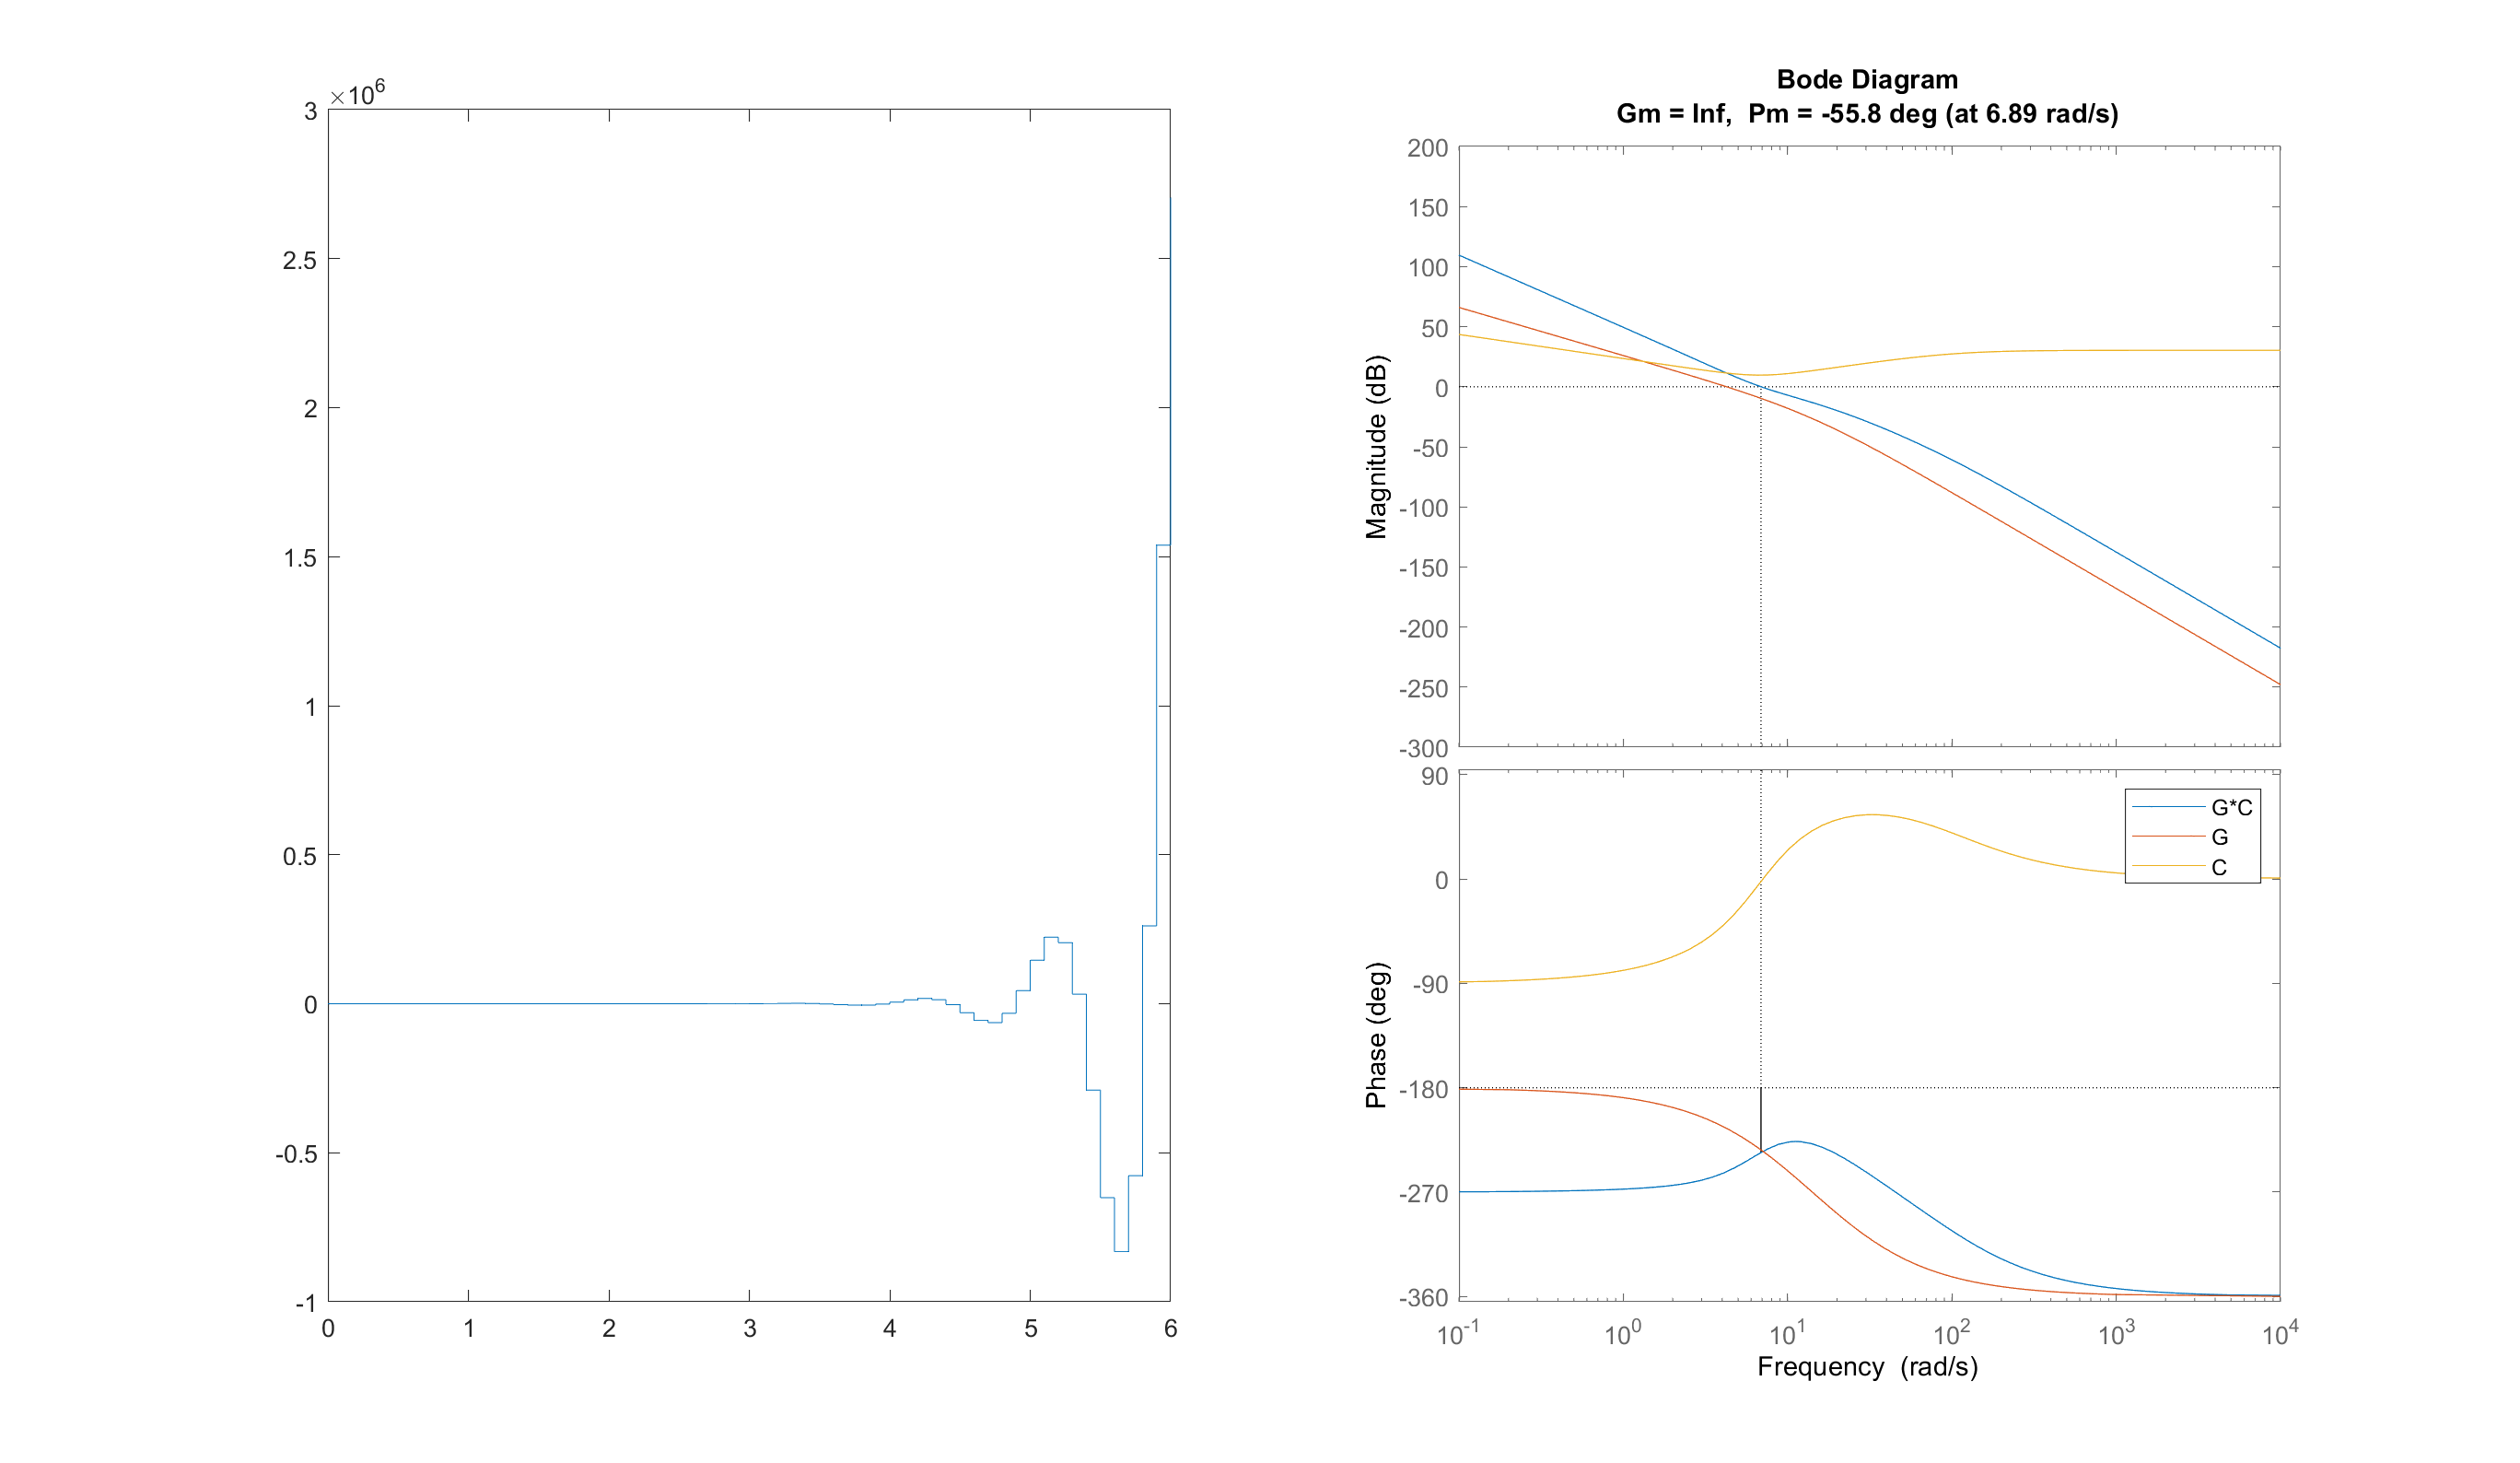 ×10^6
3
2.5
2
1.5
1
0.5
0
-0.5
-1
0 1 2 3 4 5 6
Bode Diagram
Gm = Inf, Pm = -55.8 deg (at 6.89 rad/s)
Magnitude (dB)
200
150
100
50
0
-50
-100
-150
-200
-250
-300
Phase (deg)
90
0
-90
-180
-270
-360
G*C
G
C
10^-1 10^0 10^1 10^2 10^3 10^4
Frequency (rad/s)